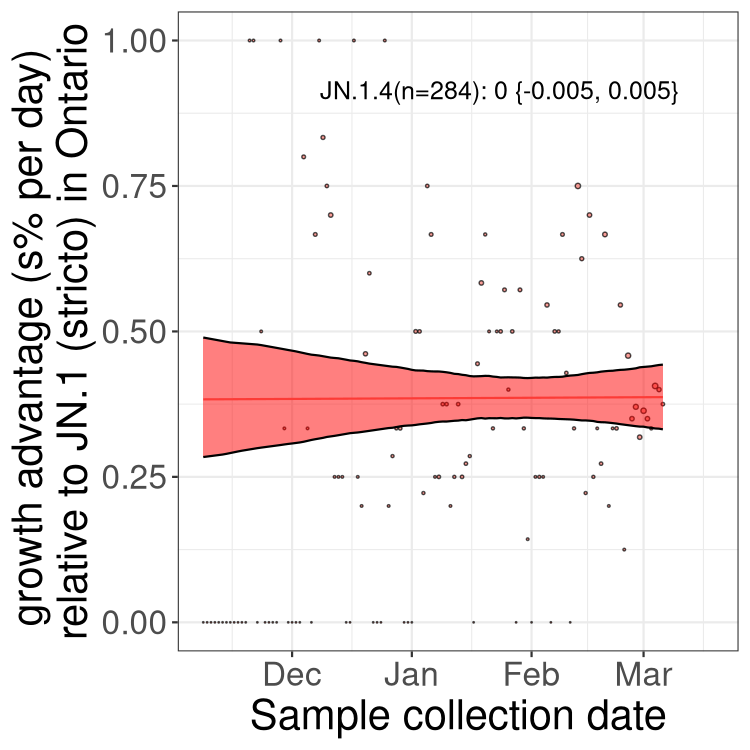 growth advantage (s% per day)
relative to JN.1 (stricto) in Ontario
1.00
0.75
0.50
0.25
0.00
JN.1.4(n=284): 0 {-0.005, 0.005}
Dec
Jan
Feb
Mar
Sample collection date